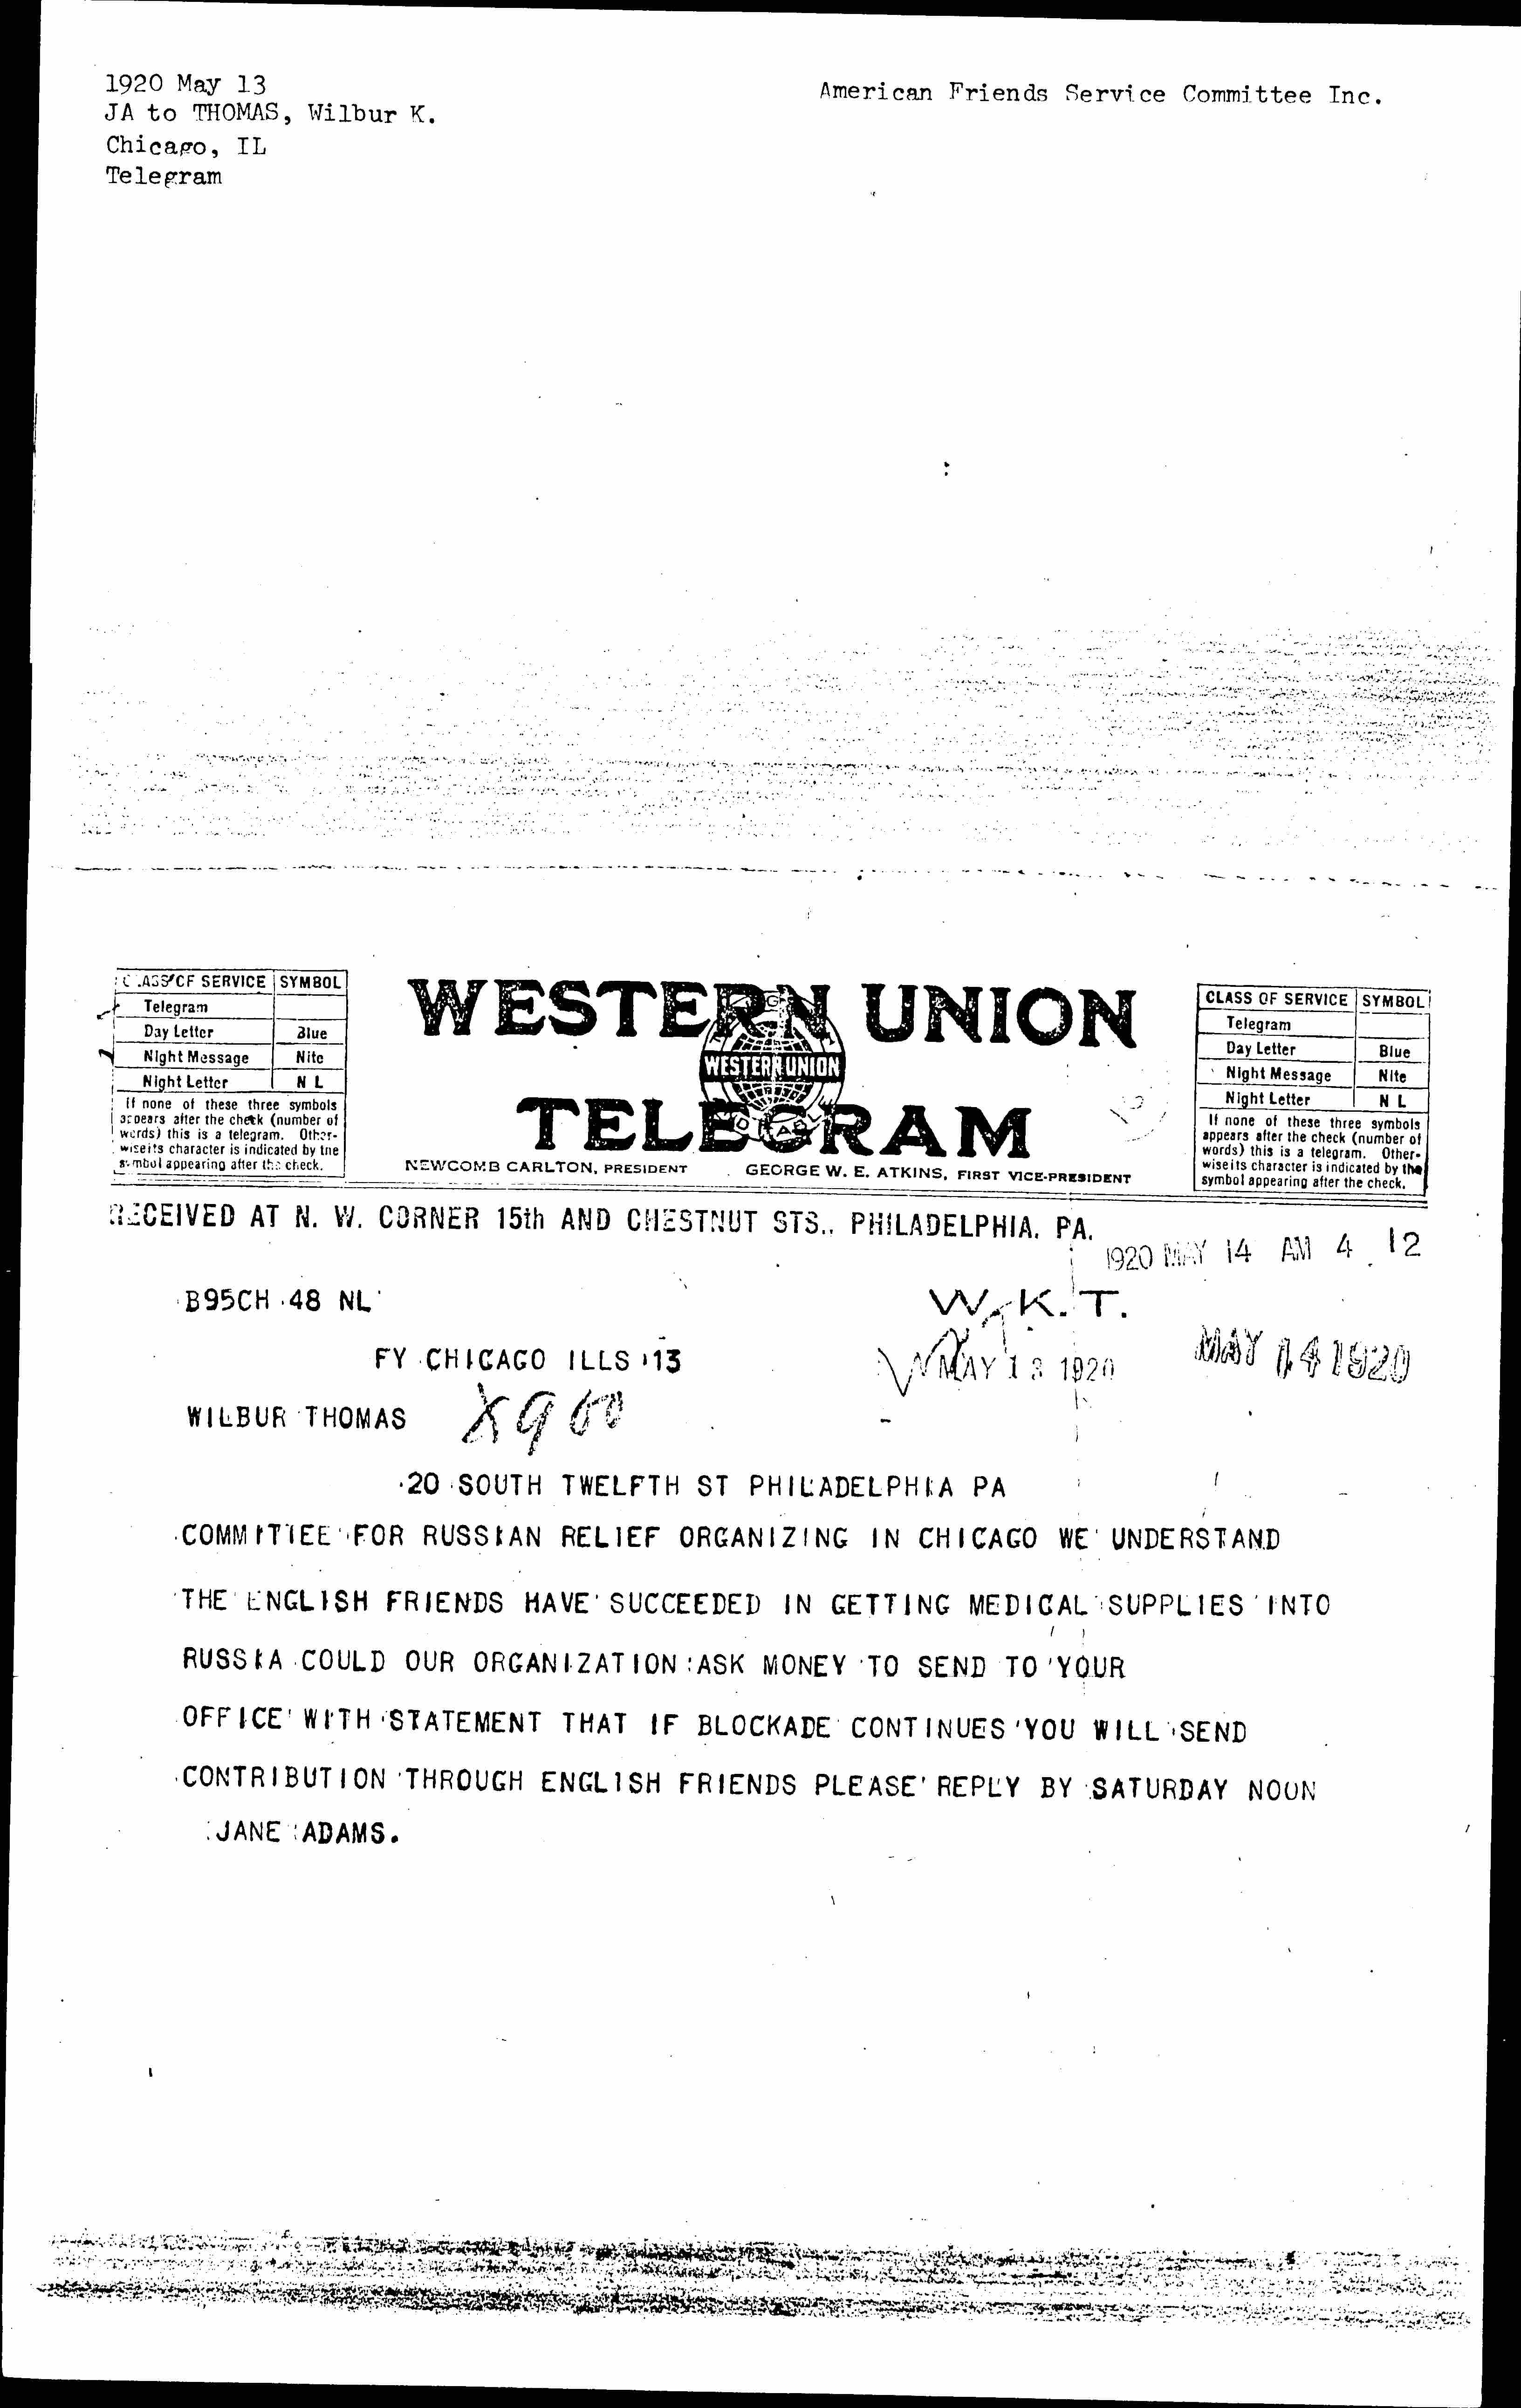 1920 May 13
JA to THOMAS, Wilbur K.
Chicago, IL
Telegram
American Friends Service Committee Inc.
CLASS OF SERVICE SYMBOL
Telegram
Day Letter Blue
Night Message Nite
Night Letter N L
If none of these three symbols
appears after the check (number of
words) this is a telegram. Other-
wise its character is indicated by the
symbol appearing after the check.
WESTERN UNION
WESTERN UNION
TELEGRAM
NEWCOMB CARLTON, PRESIDENT GEORGE W. E. ATKINS, FIRST VICE-PRESIDENT
CLASS OF SERVICE SYMBOL
Telegram
Day Letter Blue
Night Message Nite
Night Letter N L
If none of these three symbols
appears after the check (number of
words) this is a telegram. Other-
wise its character is indicated by the
symbol appearing after the check.
RECEIVED AT N. W. CORNER 15th AND CHESTNUT STS., PHILADELPHIA, PA.
1920 MAY 14 AM 4 12
B95CH 48 NL
W.K.T.
FY CHICAGO ILLS 13
MAY 13 1920
MAY 14 1920
WILBUR THOMAS
20 SOUTH TWELFTH ST PHILADELPHIA PA
COMMITTEE FOR RUSSIAN RELIEF ORGANIZING IN CHICAGO WE UNDERSTAND
THE ENGLISH FRIENDS HAVE SUCCEEDED IN GETTING MEDICAL SUPPLIES INTO
RUSSIA COULD OUR ORGANIZATION ASK MONEY TO SEND TO YOUR
OFFICE WITH STATEMENT THAT IF BLOCKADE CONTINUES YOU WILL SEND
CONTRIBUTION THROUGH ENGLISH FRIENDS PLEASE REPLY BY SATURDAY NOON
JANE ADAMS.